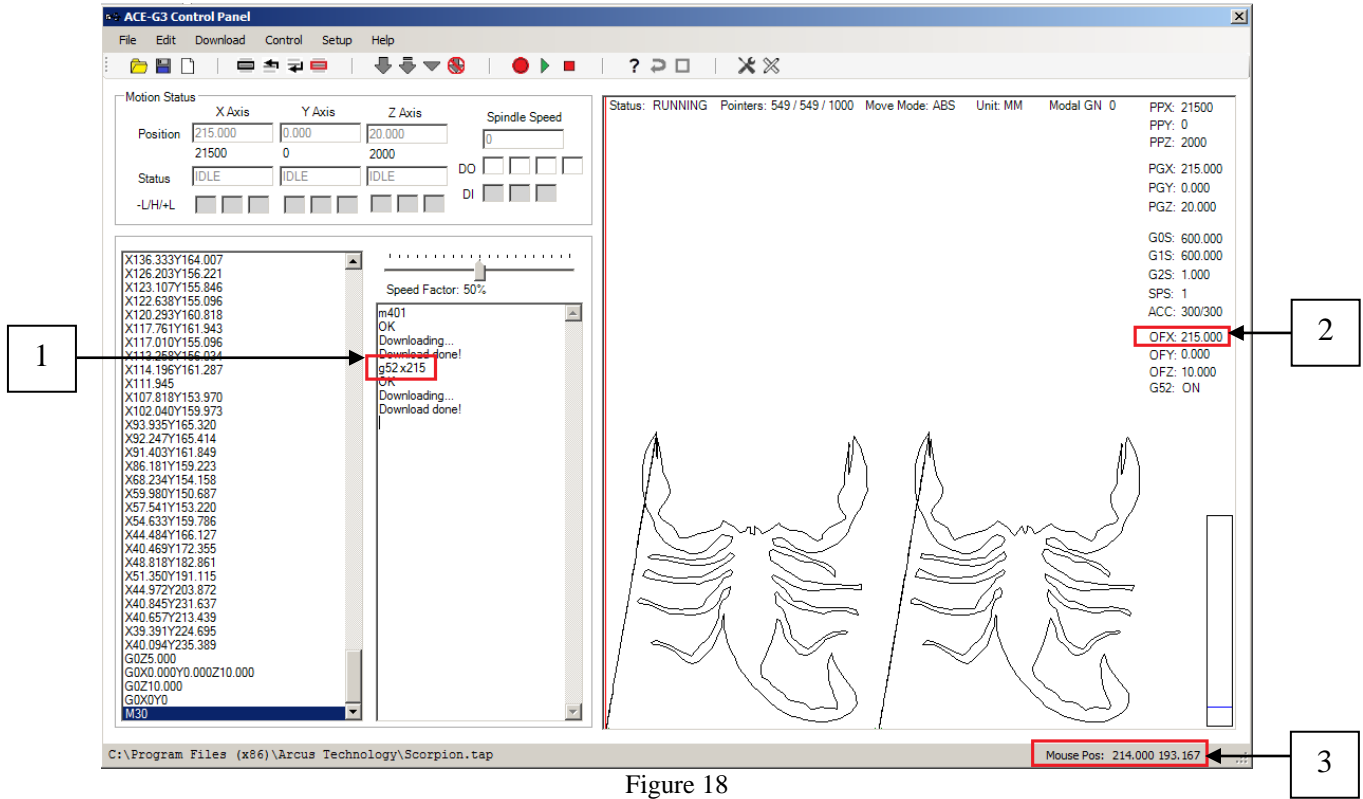 ACE-G3 Control Panel
File Edit Download Control Setup Help
Motion Status
X Axis Y Axis Z Axis Spindle Speed
Position 215.000 0.000 20.000 0
21500 0 2000
Status IDLE IDLE IDLE DO
-L/H/+L DI
X136.333Y164.007
X126.203Y156.221
X123.107Y155.846
X122.638Y155.096
X120.293Y160.818
X117.761Y161.943
X117.010Y155.096
X113.258Y156.034
X114.196Y161.287
X111.945
X107.818Y153.970
X102.040Y159.973
X93.935Y165.320
X92.247Y165.414
X91.403Y161.849
X86.181Y159.223
X68.234Y154.158
X59.980Y150.687
X57.541Y153.220
X54.633Y159.786
X44.484Y166.127
X40.469Y172.355
X48.818Y182.861
X51.350Y191.115
X44.972Y203.872
X40.845Y231.637
X40.657Y213.439
X39.391Y224.695
X40.094Y235.389
G0Z5.000
G0X0.000Y0.000Z10.000
G0Z10.000
G0X0Y0
M30
Speed Factor: 50%
m401
OK
Downloading...
Download done!
g52 x215
OK
Downloading...
Download done!
Status: RUNNING Pointers: 549 / 549 / 1000 Move Mode: ABS Unit: MM Modal GN 0
PPX: 21500
PPY: 0
PPZ: 2000
PGX: 215.000
PGY: 0.000
PGZ: 20.000
G0S: 600.000
G1S: 600.000
G2S: 1.000
SPS: 1
ACC: 300/300
OFX: 215.000
OFY: 0.000
OFZ: 10.000
G52: ON
1
2
3
C:\Program Files (x86)\Arcus Technology\Scorpion.tap
Mouse Pos: 214.000 193.167
Figure 18